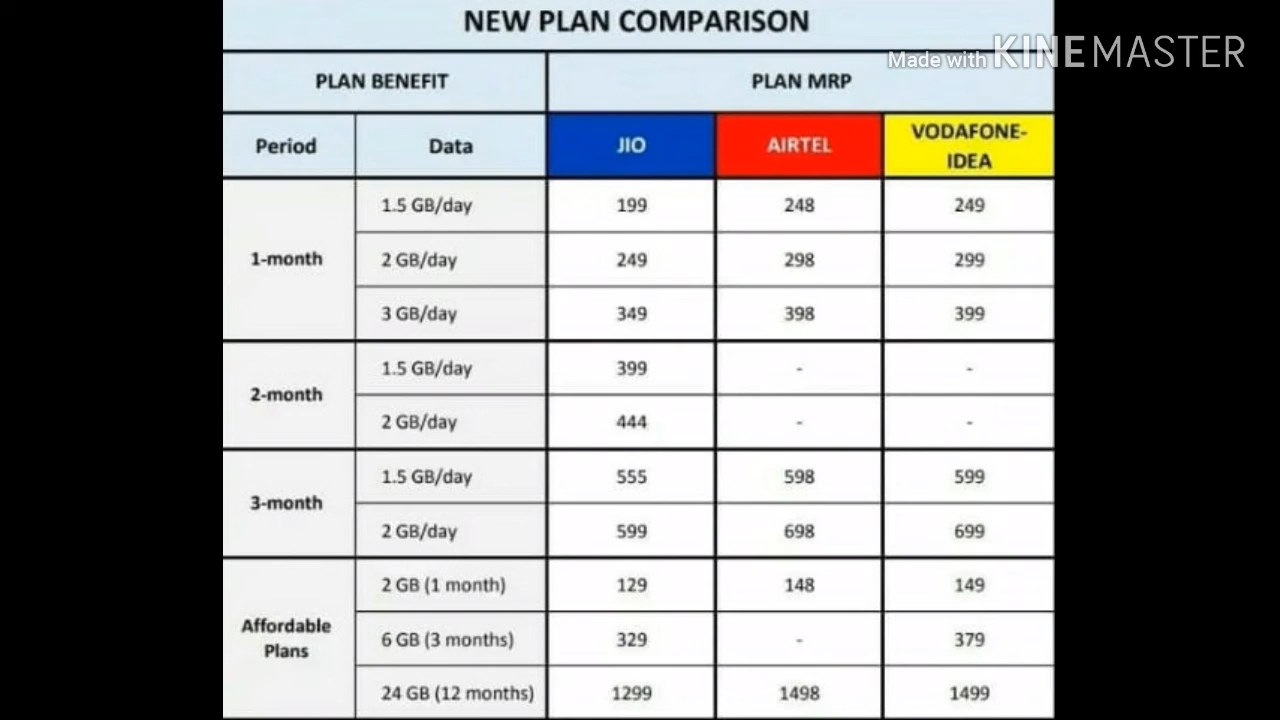 NEW PLAN COMPARISON
Made with KINEMASTER
PLAN BENEFIT PLAN MRP
Period Data JIO AIRTEL VODAFONE-
IDEA
1.5 GB/day 199 248 249
1-month 2 GB/day 249 298 299
3 GB/day 349 398 399
1.5 GB/day 399 - -
2-month
2 GB/day 444 - -
1.5 GB/day 555 598 599
3-month
2 GB/day 599 698 699
2 GB (1 month) 129 148 149
Affordable
Plans
6 GB (3 months) 329 - 379
24 GB (12 months) 1299 1498 1499